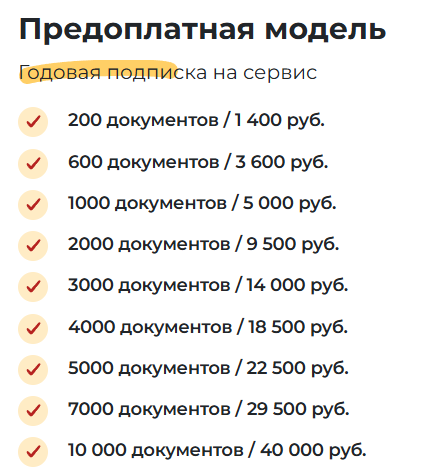 Предоплатная модель
Годовая подписка на сервис
200 документов / 1 400 руб.
600 документов / 3 600 руб.
1000 документов / 5 000 руб.
2000 документов / 9 500 руб.
3000 документов / 14 000 руб.
4000 документов / 18 500 руб.
5000 документов / 22 500 руб.
7000 документов / 29 500 руб.
10 000 документов / 40 000 руб.